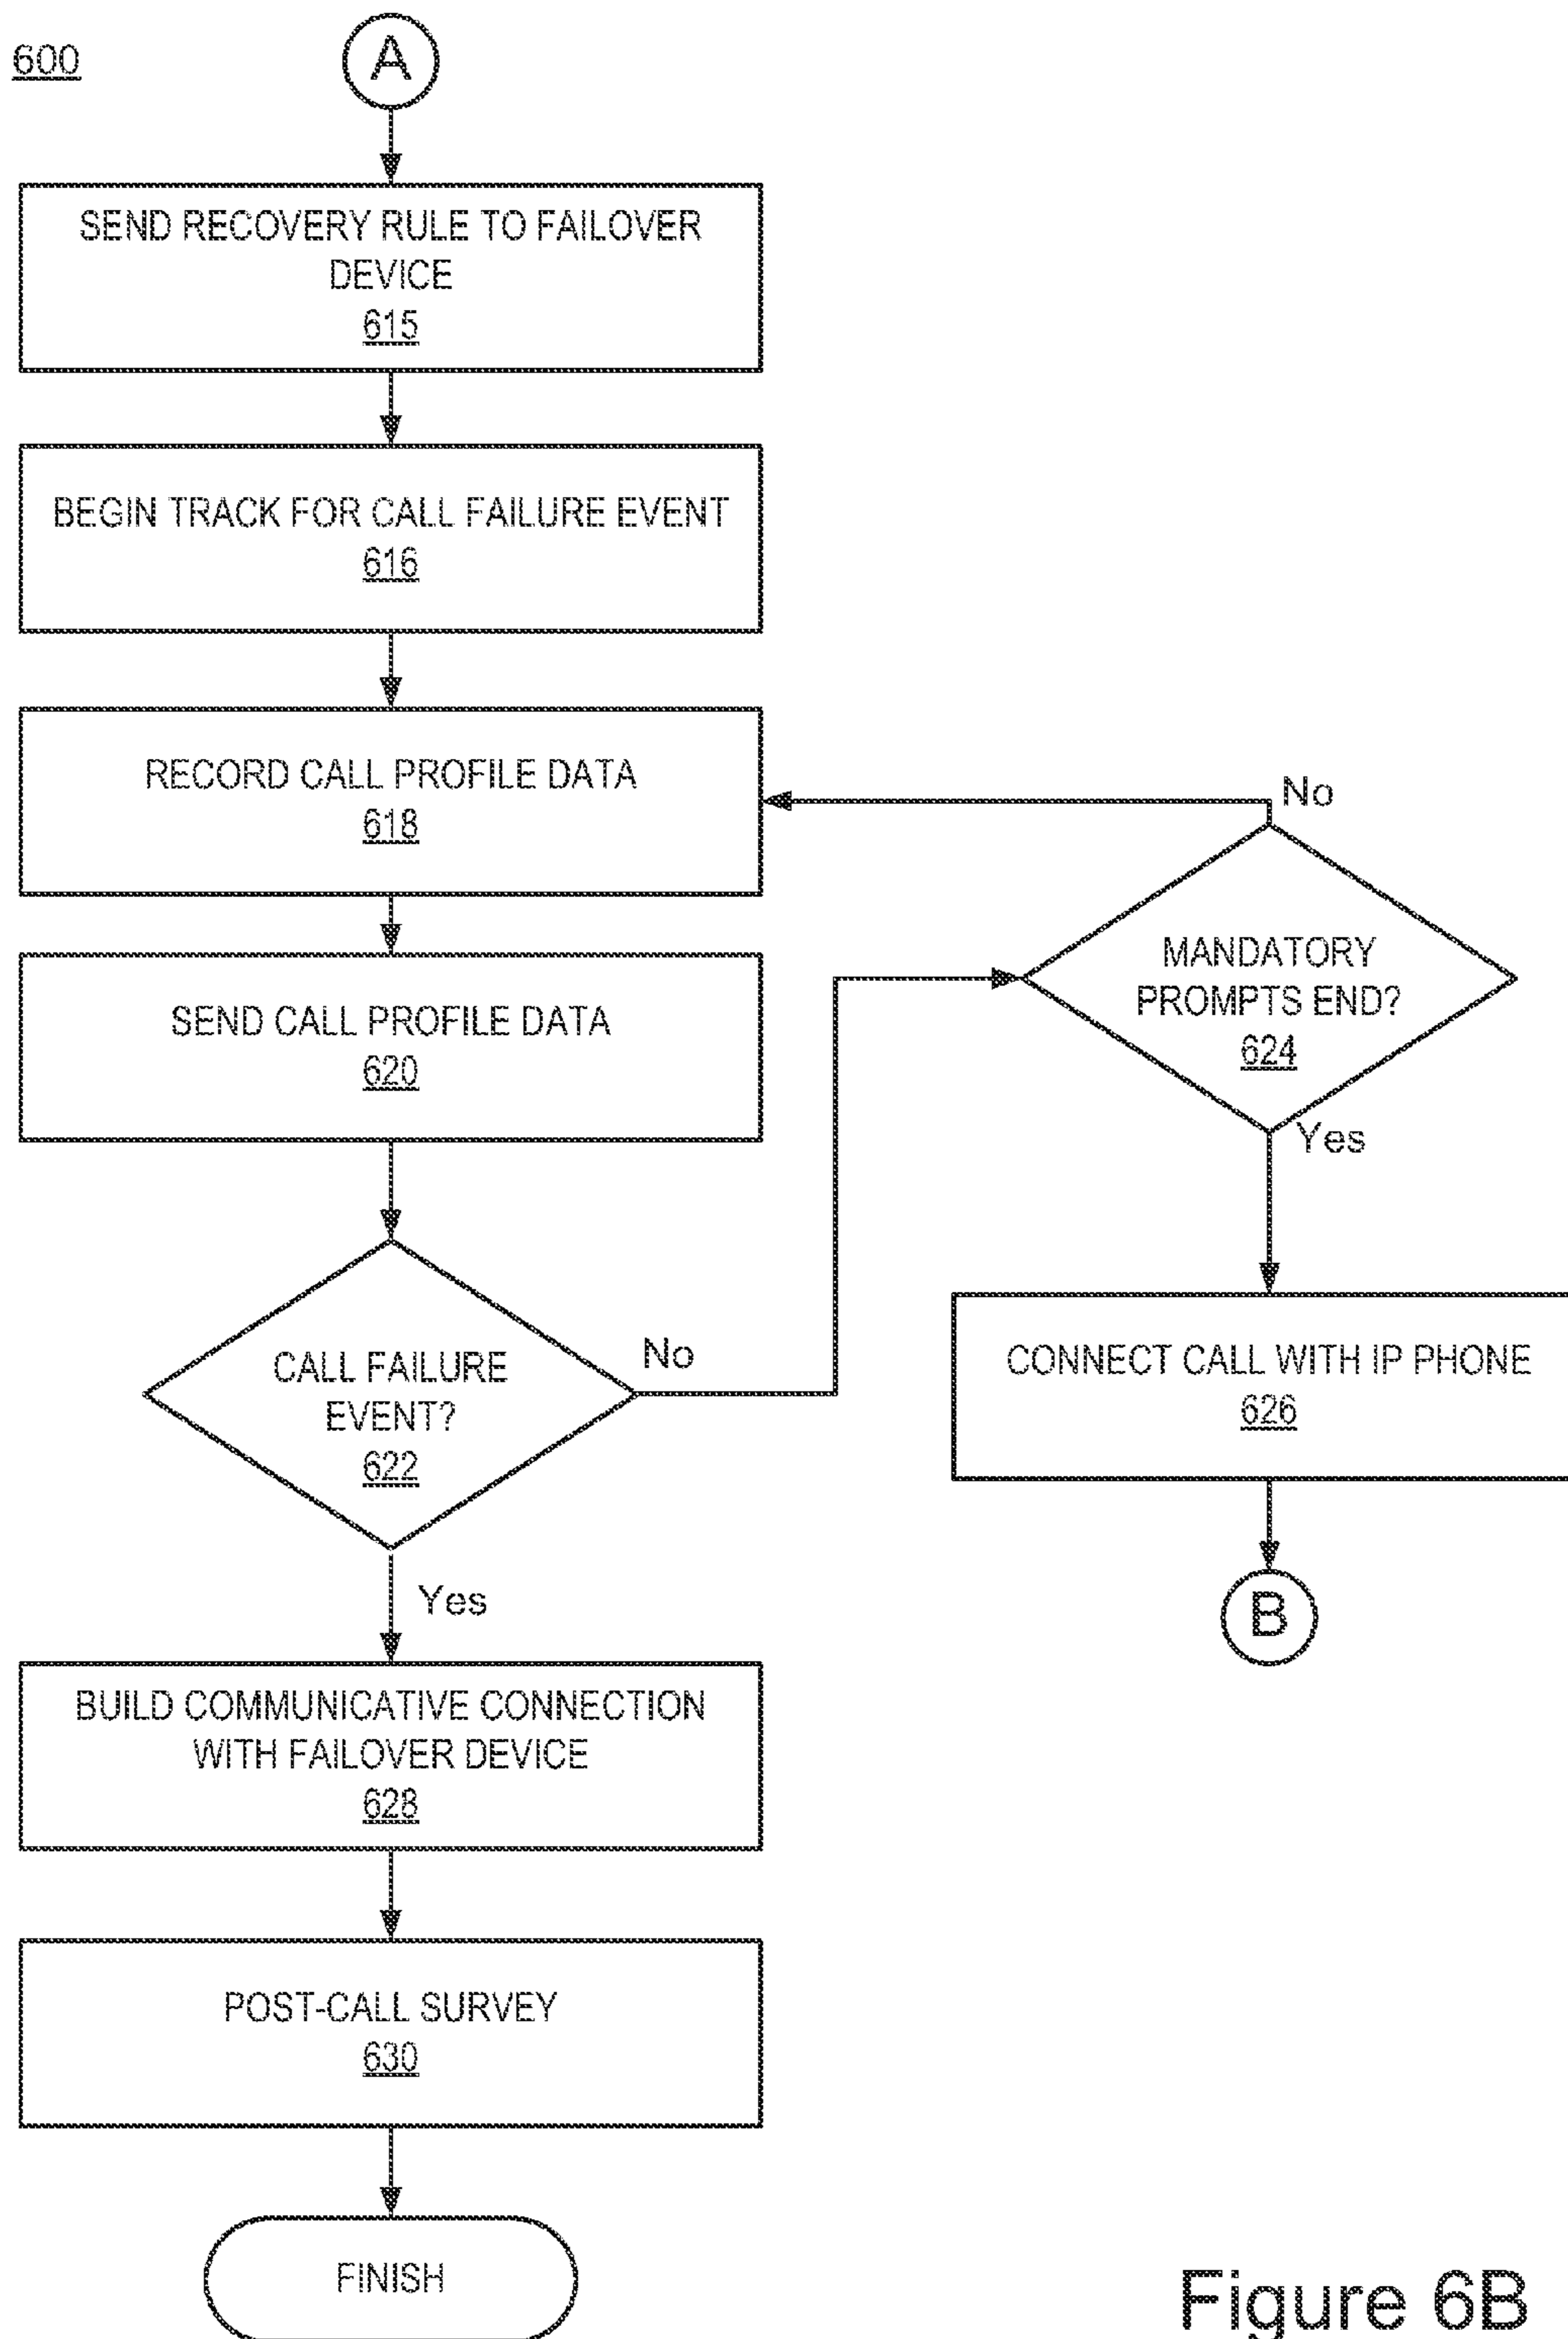 600
A
SEND RECOVERY RULE TO FAILOVER
DEVICE
615
BEGIN TRACK FOR CALL FAILURE EVENT
616
RECORD CALL PROFILE DATA
618
No
SEND CALL PROFILE DATA
620
MANDATORY
PROMPTS END?
624
Yes
CALL FAILURE
EVENT?
622
No
CONNECT CALL WITH IP PHONE
626
Yes
B
BUILD COMMUNICATIVE CONNECTION
WITH FAILOVER DEVICE
628
POST-CALL SURVEY
630
FINISH
Figure 6B